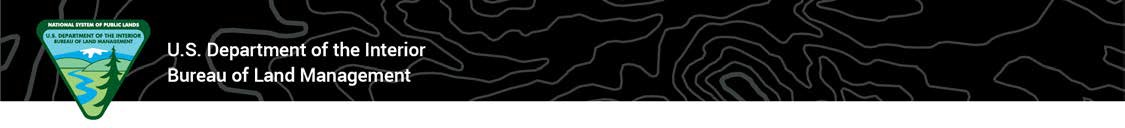 NATIONAL SYSTEM OF PUBLIC LANDS
U.S. DEPARTMENT OF THE INTERIOR
BUREAU OF LAND MANAGEMENT
U.S. Department of the Interior
Bureau of Land Management